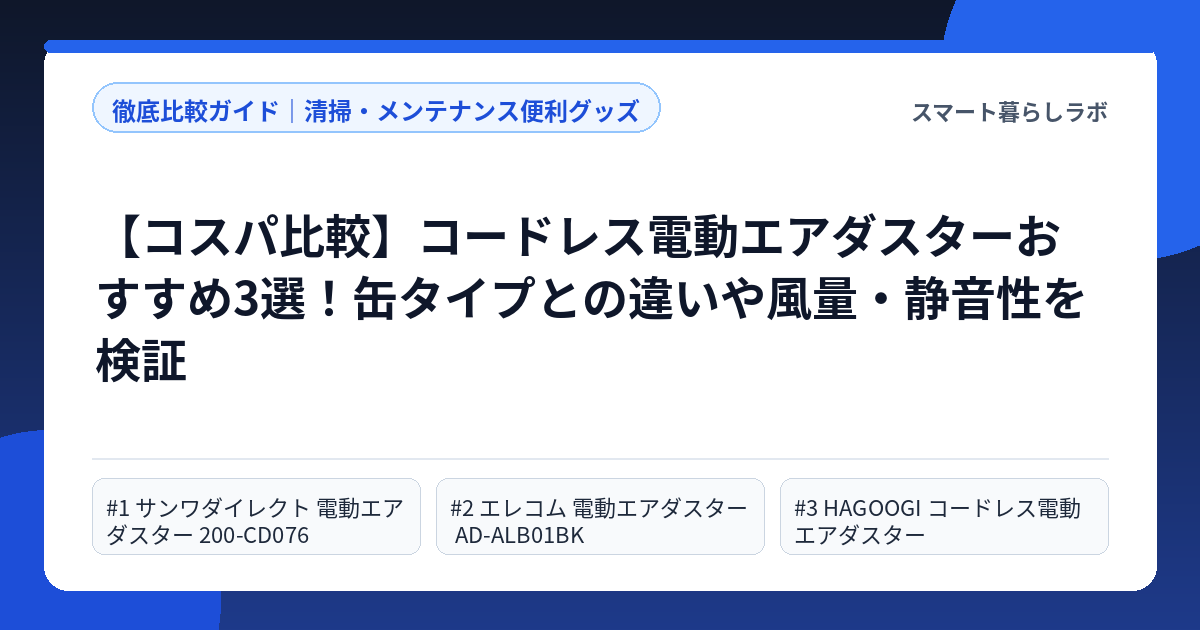 徹底比較ガイド｜清掃・メンテナンス便利グッズ
スマート暮らしラボ
【コスパ比較】コードレス電動エアダスターお
すすめ3選！缶タイプとの違いや風量・静音性を
検証
#1 サンワダイレクト 電動エア
ダスター 200-CD076
#2 エレコム 電動エアダスター
AD-ALB01BK
#3 HAGOOGI コードレス電動
エアダスター